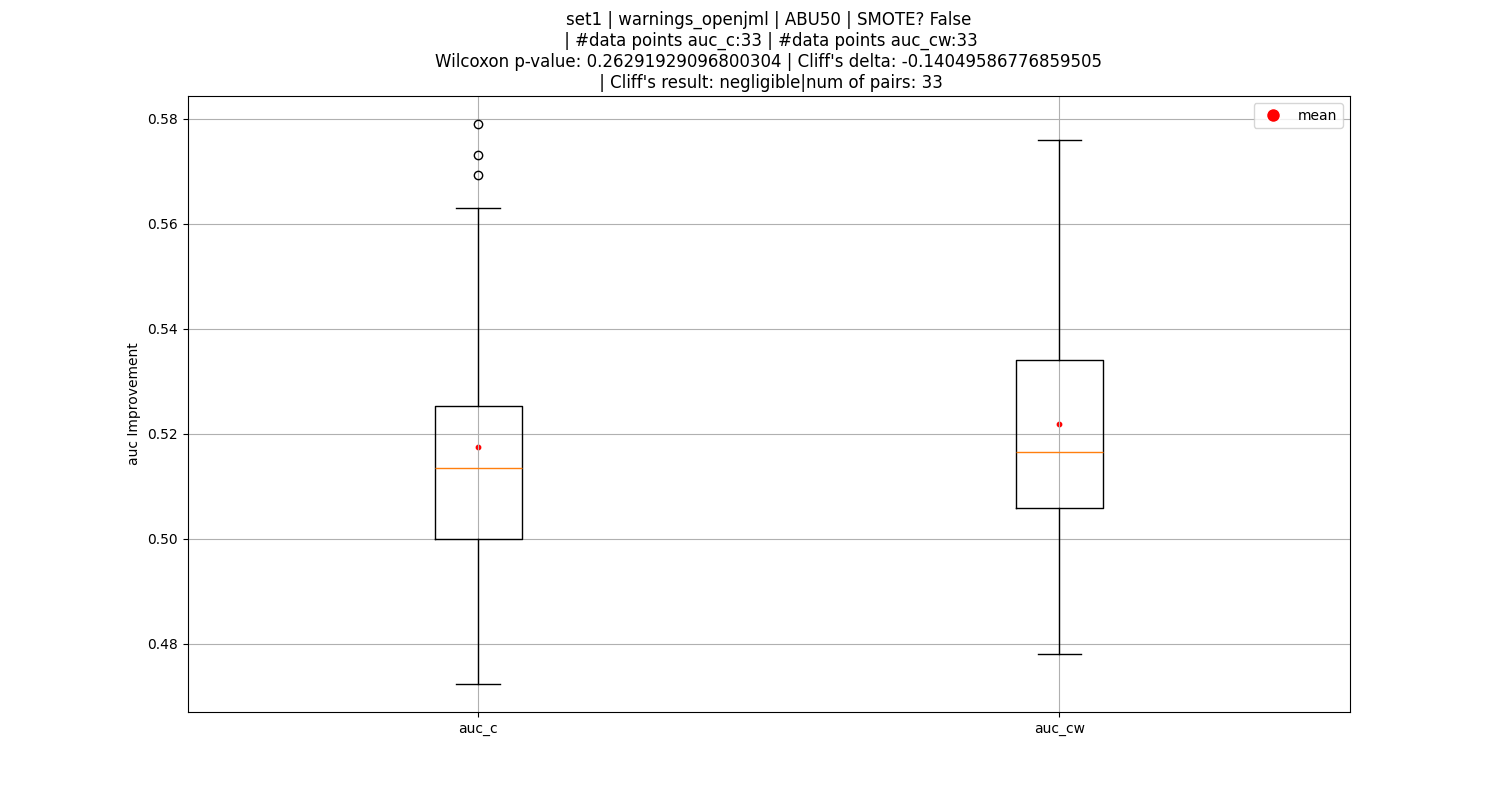 set1 | warnings_openjml | ABU50 | SMOTE? False
| #data points auc_c:33 | #data points auc_cw:33
Wilcoxon p-value: 0.26291929096800304 | Cliff's delta: -0.14049586776859505
| Cliff's result: negligible|num of pairs: 33
mean
0.58
0.56
0.54
0.52
0.50
0.48
auc Improvement
auc_c
auc_cw